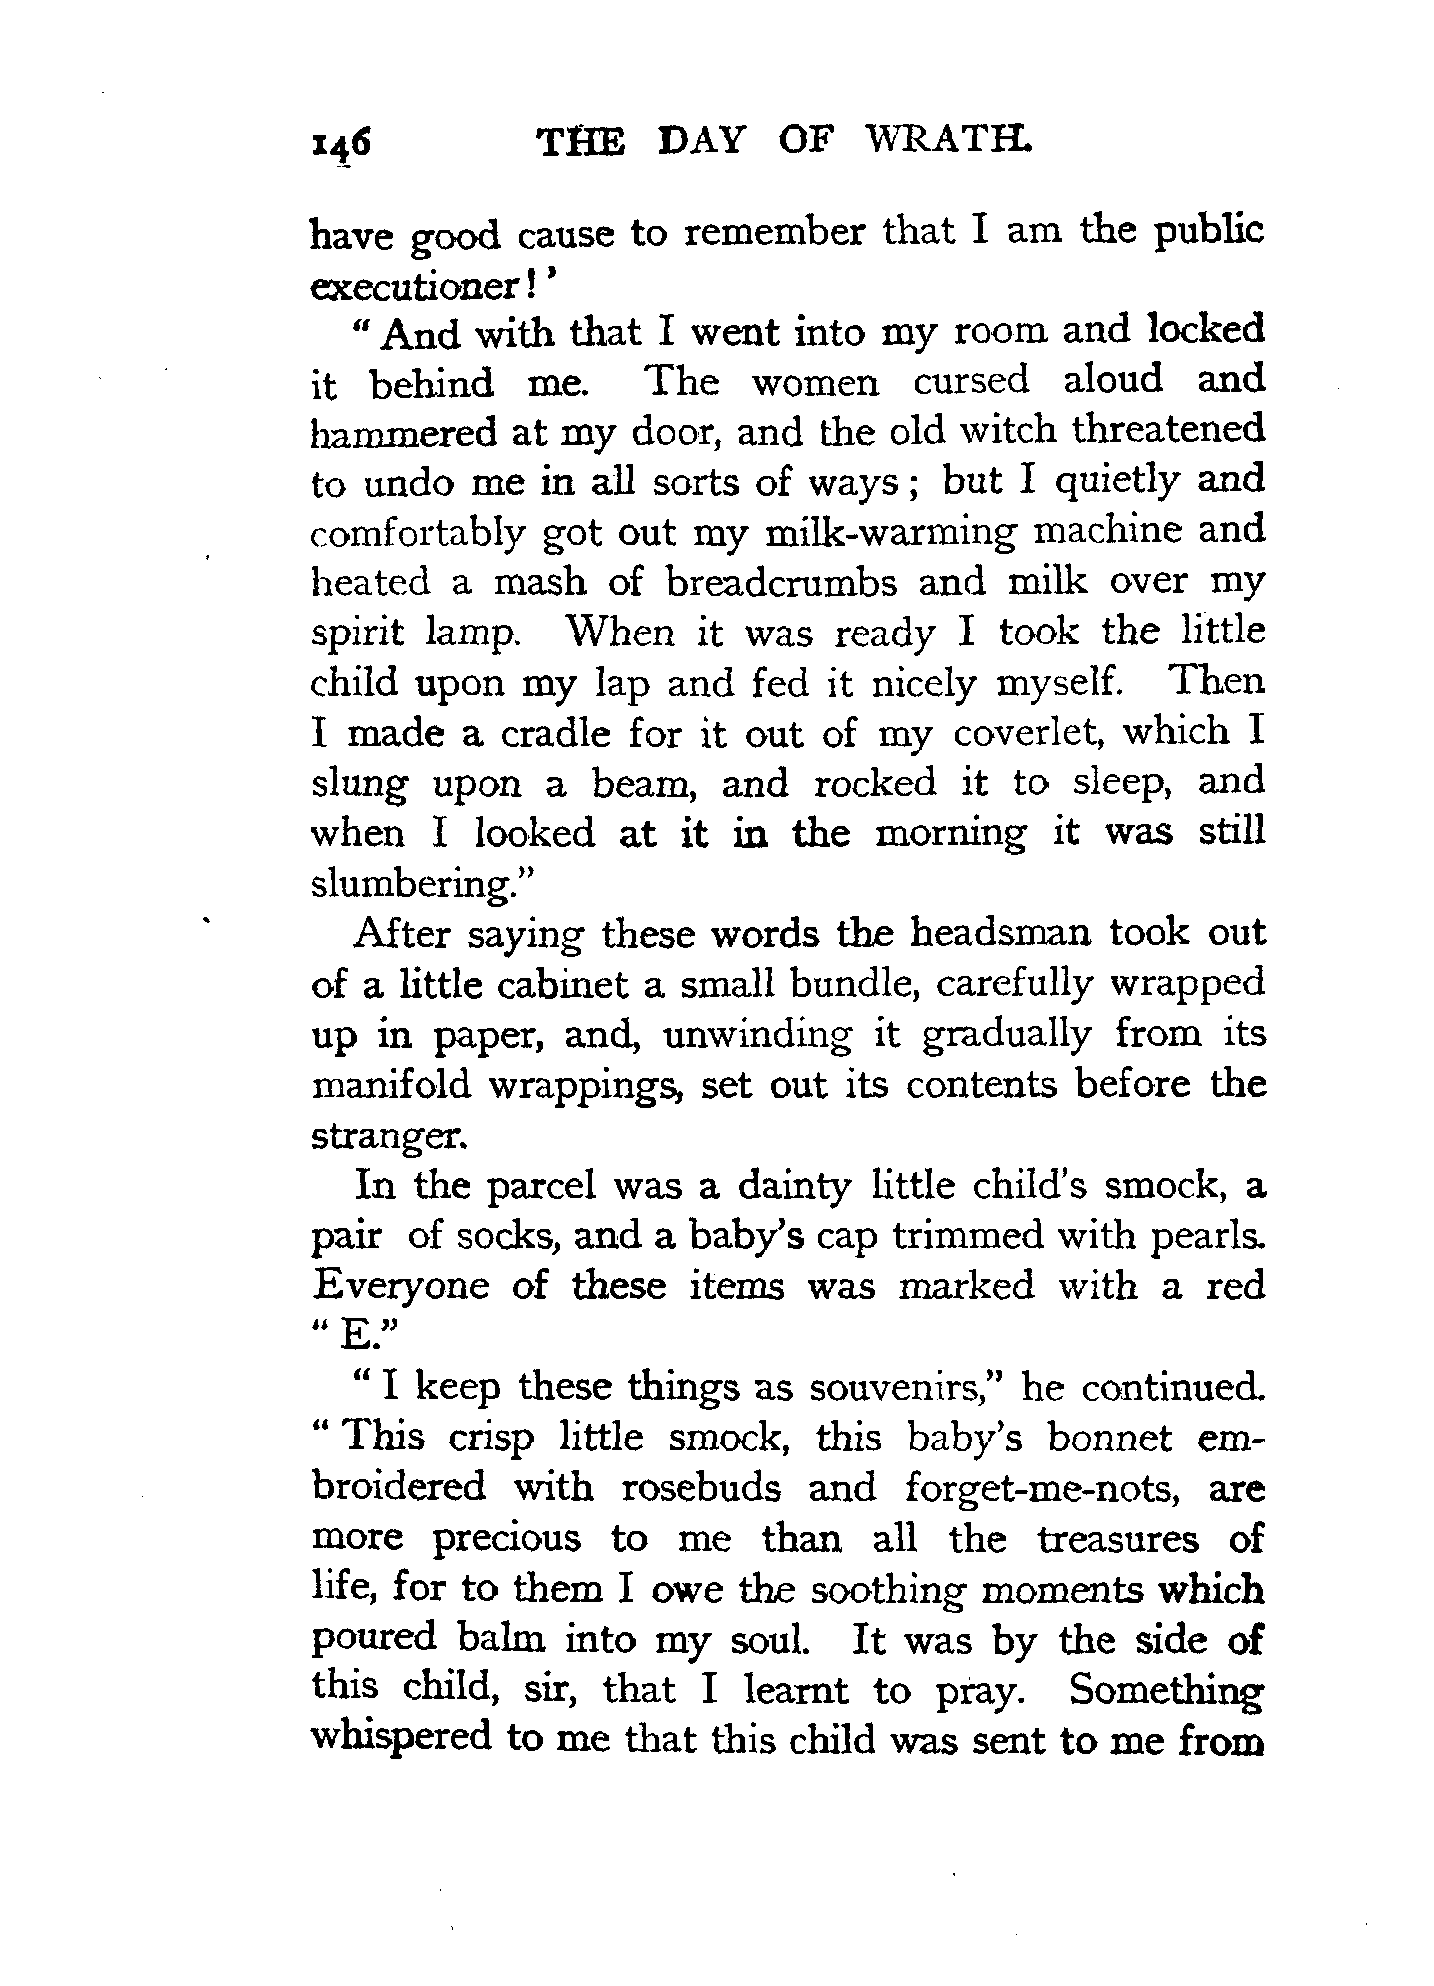 146 THE DAY OF WRATH.
have good cause to remember that I am the public
executioner!’
“And with that I went into my room and locked
it behind me. The women cursed aloud and
hammered at my door, and the old witch threatened
to undo me in all sorts of ways; but I quietly and
comfortably got out my milk-warming machine and
heated a mash of breadcrumbs and milk over my
spirit lamp. When it was ready I took the little
child upon my lap and fed it nicely myself. Then
I made a cradle for it out of my coverlet, which I
slung upon a beam, and rocked it to sleep, and
when I looked at it in the morning it was still
slumbering.”
After saying these words the headsman took out
of a little cabinet a small bundle, carefully wrapped
up in paper, and, unwinding it gradually from its
manifold wrappings, set out its contents before the
stranger.
In the parcel was a dainty little child’s smock, a
pair of socks, and a baby’s cap trimmed with pearls.
Everyone of these items was marked with a red
“E.”
“I keep these things as souvenirs,” he continued.
“This crisp little smock, this baby’s bonnet em-
broidered with rosebuds and forget-me-nots, are
more precious to me than all the treasures of
life, for to them I owe the soothing moments which
poured balm into my soul. It was by the side of
this child, sir, that I learnt to pray. Something
whispered to me that this child was sent to me from